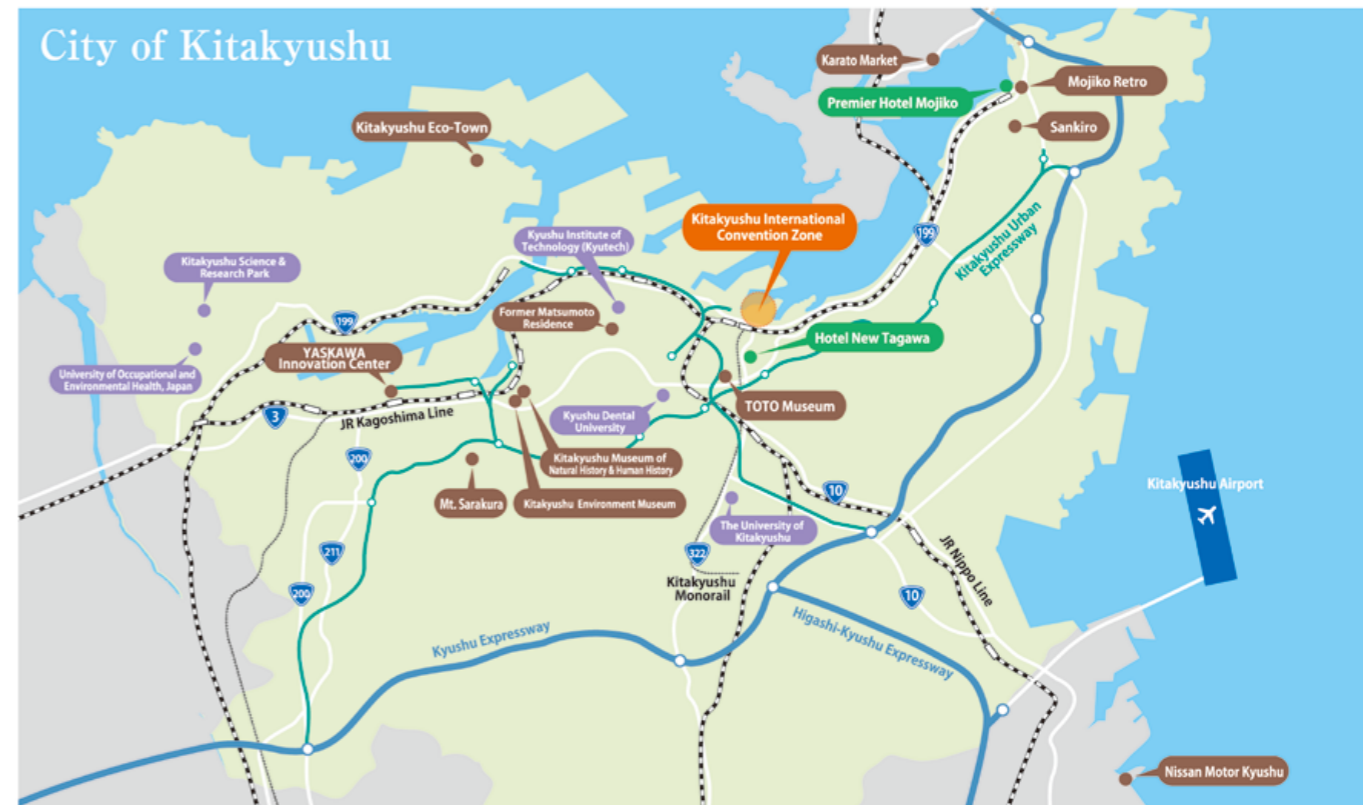 City of Kitakyushu
Karato Market
Premier Hotel Mojiko
Mojiko Retro
Sankiro
Kitakyushu Eco-Town
Kitakyushu International
Convention Zone
Kyushu Institute of
Technology (Kyutech)
199
Kitakyushu Urban
Expressway
Kitakyushu Science &
Research Park
Former Matsumoto
Residence
199
Hotel New Tagawa
YASKAWA
Innovation Center
University of Occupational and
Environmental Health, Japan
3
JR Kagoshima Line
Kyushu Dental
University
TOTO Museum
200
Kitakyushu Museum of
Natural History & Human History
Mt. Sarakura
Kitakyushu Environment Museum
10
Kitakyushu Airport
The University of
Kitakyushu
211
322
JR Nippo Line
200
Kitakyushu
Monorail
10
Kyushu Expressway
Higashi-Kyushu Expressway
Nissan Motor Kyushu